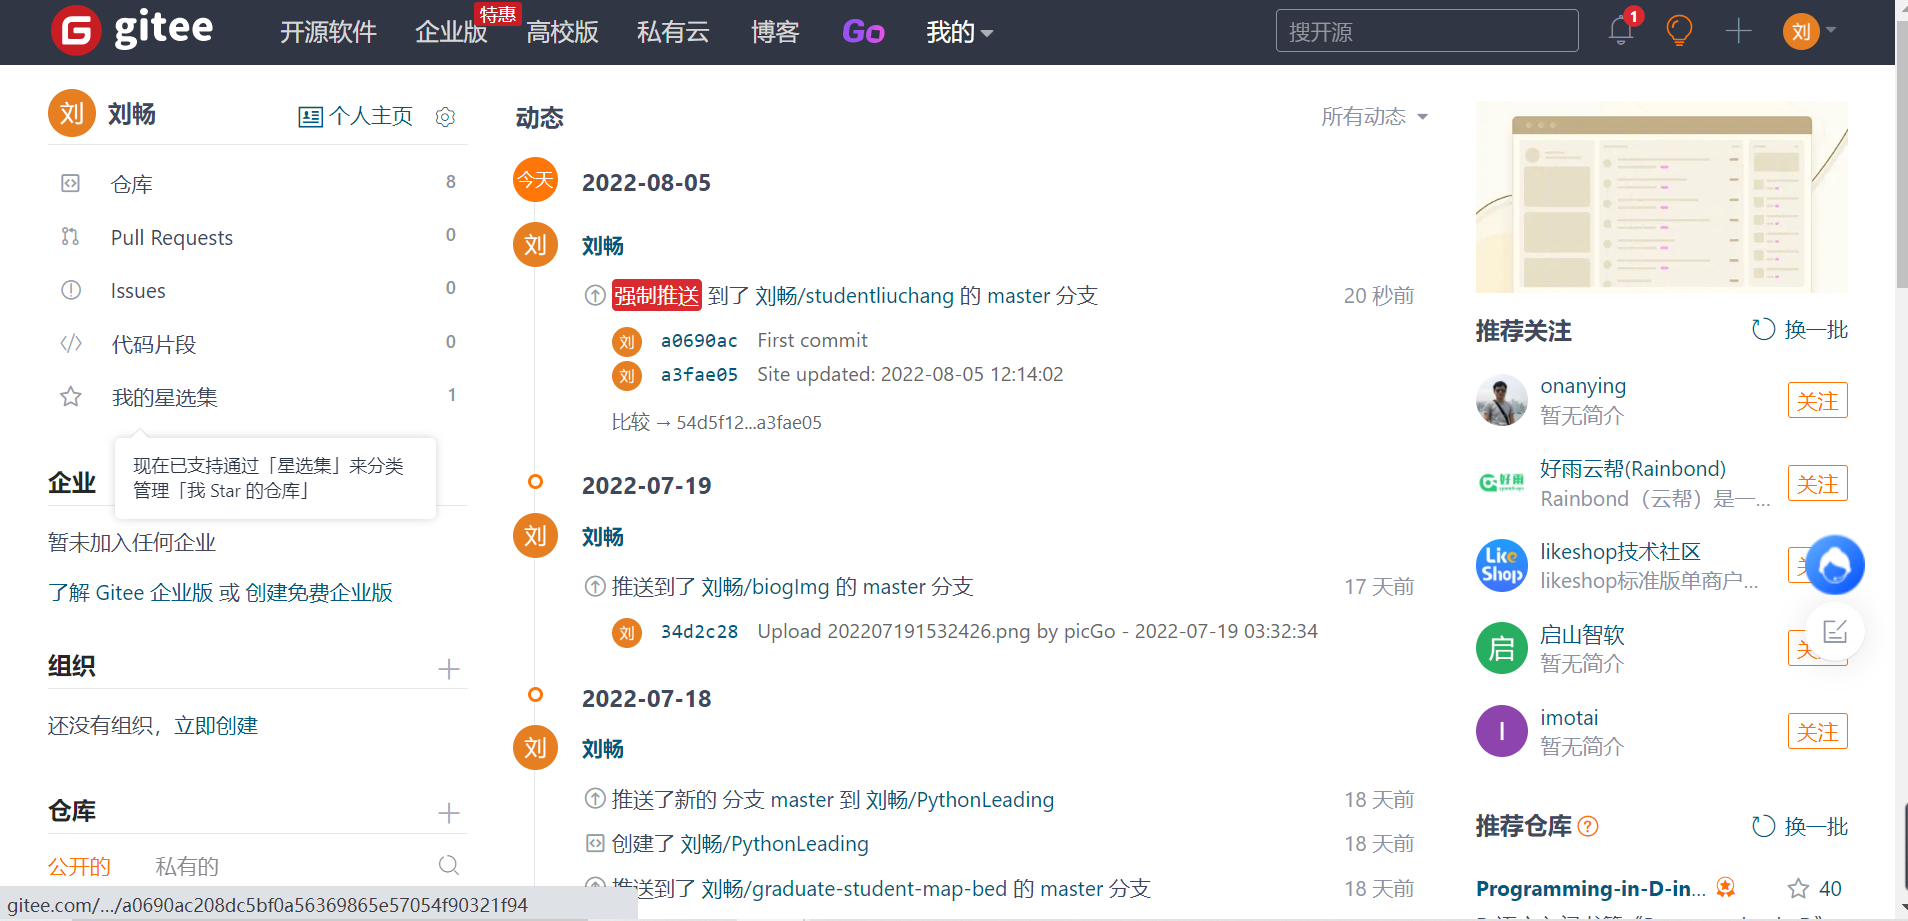 gitee 开源软件 企业版 特惠 高校版 私有云 博客 Go 我的 搜开源 1 刘
刘 刘畅 个人主页
仓库 8
Pull Requests 0
Issues 0
代码片段 0
我的星选集 1
现在已支持通过「星选集」来分类
管理「我 Star 的仓库」
企业
暂未加入任何企业
了解 Gitee 企业版 或 创建免费企业版
组织
还没有组织，立即创建
仓库
公开的 私有的
gitee.com/.../a0690ac208dc5bf0a56369865e57054f90321f94
动态 所有动态
今天 2022-08-05
刘 刘畅
强制推送 到了 刘畅/studentliuchang 的 master 分支 20 秒前
刘 a0690ac First commit
刘 a3fae05 Site updated: 2022-08-05 12:14:02
比较 → 54d5f12...a3fae05
2022-07-19
刘 刘畅
推送到了 刘畅/biogImg 的 master 分支 17 天前
刘 34d2c28 Upload 202207191532426.png by picGo - 2022-07-19 03:32:34
2022-07-18
刘 刘畅
推送了新的 分支 master 到 刘畅/PythonLeading 18 天前
创建了 刘畅/PythonLeading 18 天前
推送到了 刘畅/graduate-student-map-bed 的 master 分支 18 天前
推荐关注 换一批
onanying 关注
暂无简介
好雨 好雨云帮(Rainbond) 关注
Rainbond（云帮）是一...
Like Shop likeshop技术社区
likeshop标准版单商户...
启 启山智软
暂无简介
I imotai 关注
暂无简介
推荐仓库 ? 换一批
Programming-in-D-in... 40